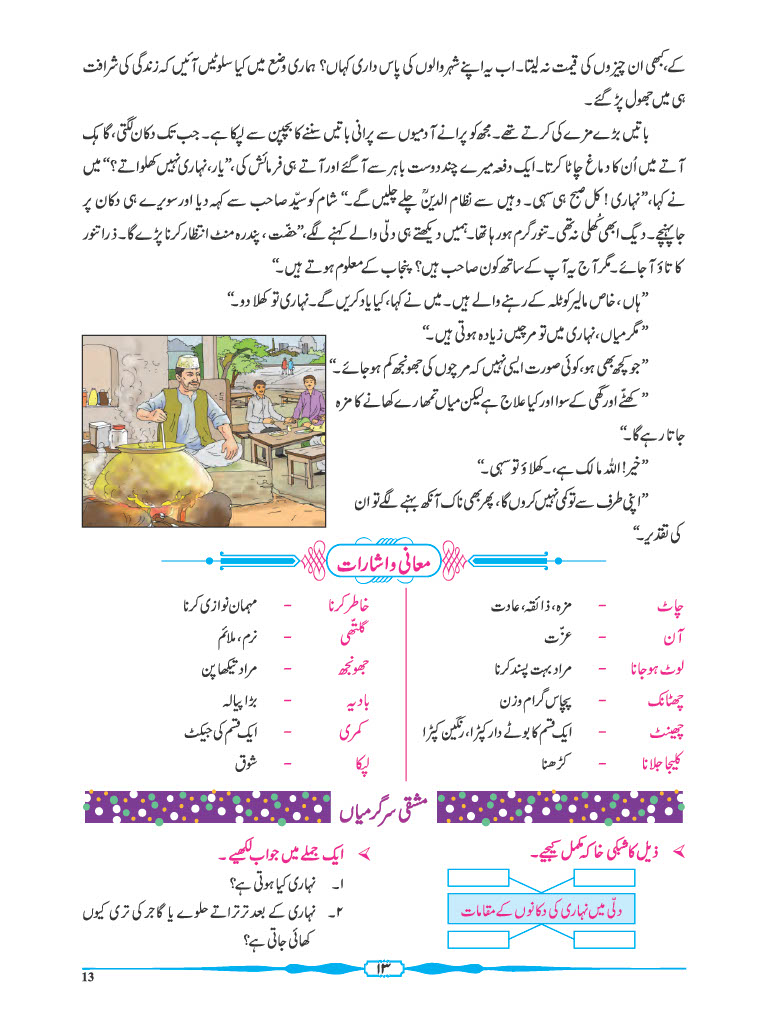 کے، کبھی ان چیزوں کی قیمت نہ لیتا۔ اب یہ اپنے شہر والوں کی پاس داری کہاں؟ ہماری وضع میں کیا سلوٹیں آئیں کہ زندگی کی شرافت
ہی میں جھول پڑ گئے۔
باتیں بڑے مزے کی کرتے تھے۔ مجھ کو پرانے آدمیوں سے پرانی باتیں سننے کا بچپن سے لپکا ہے۔ جب تک دکان لگتی، گاہک
آتے میں اُن کا دماغ چاٹا کرتا۔ ایک دفعہ میرے چند دوست باہر سے آگئے اور آتے ہی فرمائش کی، ”یار، نہاری نہیں کھلواتے؟“ میں
نے کہا، ”نہاری! کل صبح ہی سہی۔ وہیں سے نظام الدینؒ چلے چلیں گے۔“ شام کو سیّد صاحب سے کہہ دیا اور سویرے ہی دکان پر
جا پہنچے۔ دیگ ابھی کُھلی نہ تھی۔ تنور گرم ہو رہا تھا۔ ہمیں دیکھتے ہی دلّی والے کہنے لگے، ”حضت، پندرہ منٹ انتظار کرنا پڑے گا۔ ذرا تنور
کا تاؤ آ جائے۔ مگر آج یہ آپ کے ساتھ کون صاحب ہیں؟ پنجاب کے معلوم ہوتے ہیں۔“
”ہاں، خاص مالیر کوٹلہ کے رہنے والے ہیں۔ میں نے کہا، کیا یاد کریں گے۔ نہاری تو کھلا دو۔“
”مگر میاں، نہاری میں تو مرچیں زیادہ ہوتی ہیں۔“
”جو کچھ بھی ہو، کوئی صورت ایسی نہیں کہ مرچوں کی جھونجھ کم ہو جائے۔“
”کھٹّے اور گھی کے سوا اور کیا علاج ہے لیکن میاں تمھارے کھانے کا مزہ
جاتا رہے گا۔“
”خیر! اللہ مالک ہے،۔ کھلاؤ تو سہی۔“
”اپنی طرف سے تو کمی نہیں کروں گا، پھر بھی ناک آنکھ بہنے لگے تو ان
کی تقدیر۔“
معانی و اشارات
چاٹ – مزہ، ذائقہ، عادت
آن – عزّت
لوٹ ہو جانا – مراد بہت پسند کرنا
چھٹانک – پچاس گرام وزن
چھینٹ – ایک قسم کا بوٹے دار کپڑا، رنگین کپڑا
کلیجا جلانا – کڑھنا
خاطر کرنا – مہمان نوازی کرنا
گلتھّی – نرم، ملائم
جھونجھ – مراد تیکھا پن
بادیہ – بڑا پیالہ
کمری – ایک قسم کی جیکٹ
لپکا – شوق
مشقی سرگرمیاں
ذیل کا شبکی خاکہ مکمل کیجیے۔
دلّی میں نہاری کی دکانوں کے مقامات
ایک جملے میں جواب لکھیے۔
۱۔ نہاری کیا ہوتی ہے؟
۲۔ نہاری کے بعد ترتراتے حلوے یا گاجر کی تری کیوں
کھائی جاتی ہے؟
۱۳
13